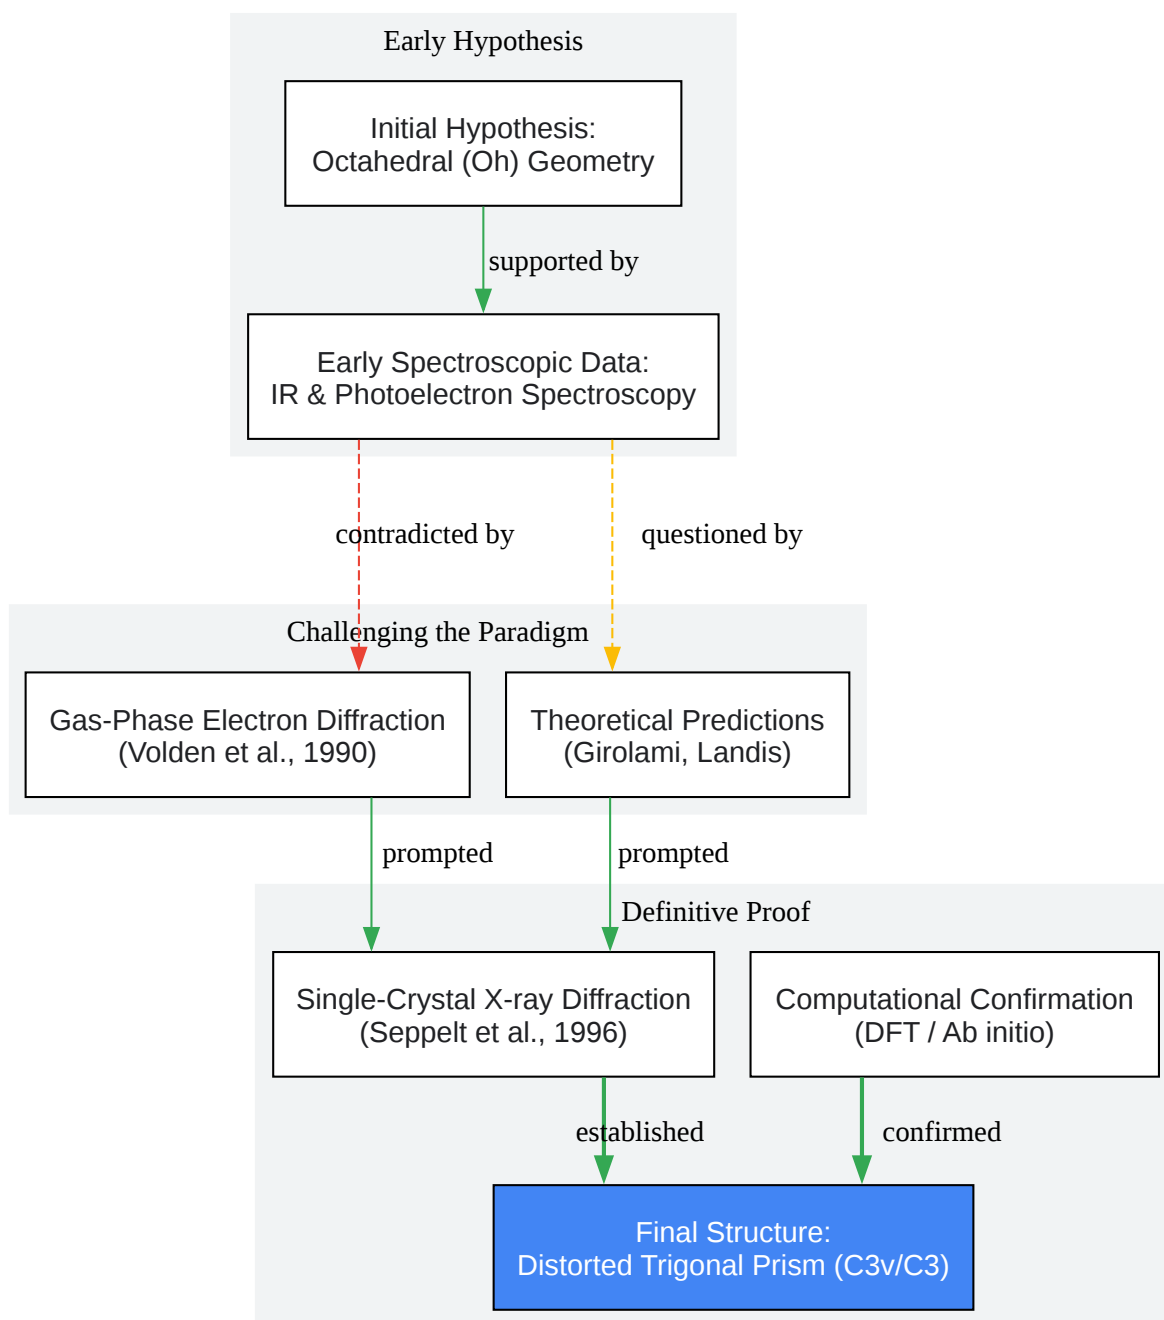 Early Hypothesis
Initial Hypothesis:
Octahedral (Oh) Geometry
supported by
Early Spectroscopic Data:
IR & Photoelectron Spectroscopy
contradicted by
questioned by
Challenging the Paradigm
Gas-Phase Electron Diffraction
(Volden et al., 1990)
Theoretical Predictions
(Girolami, Landis)
prompted
prompted
Definitive Proof
Single-Crystal X-ray Diffraction
(Seppelt et al., 1996)
Computational Confirmation
(DFT / Ab initio)
established
confirmed
Final Structure:
Distorted Trigonal Prism (C3v/C3)